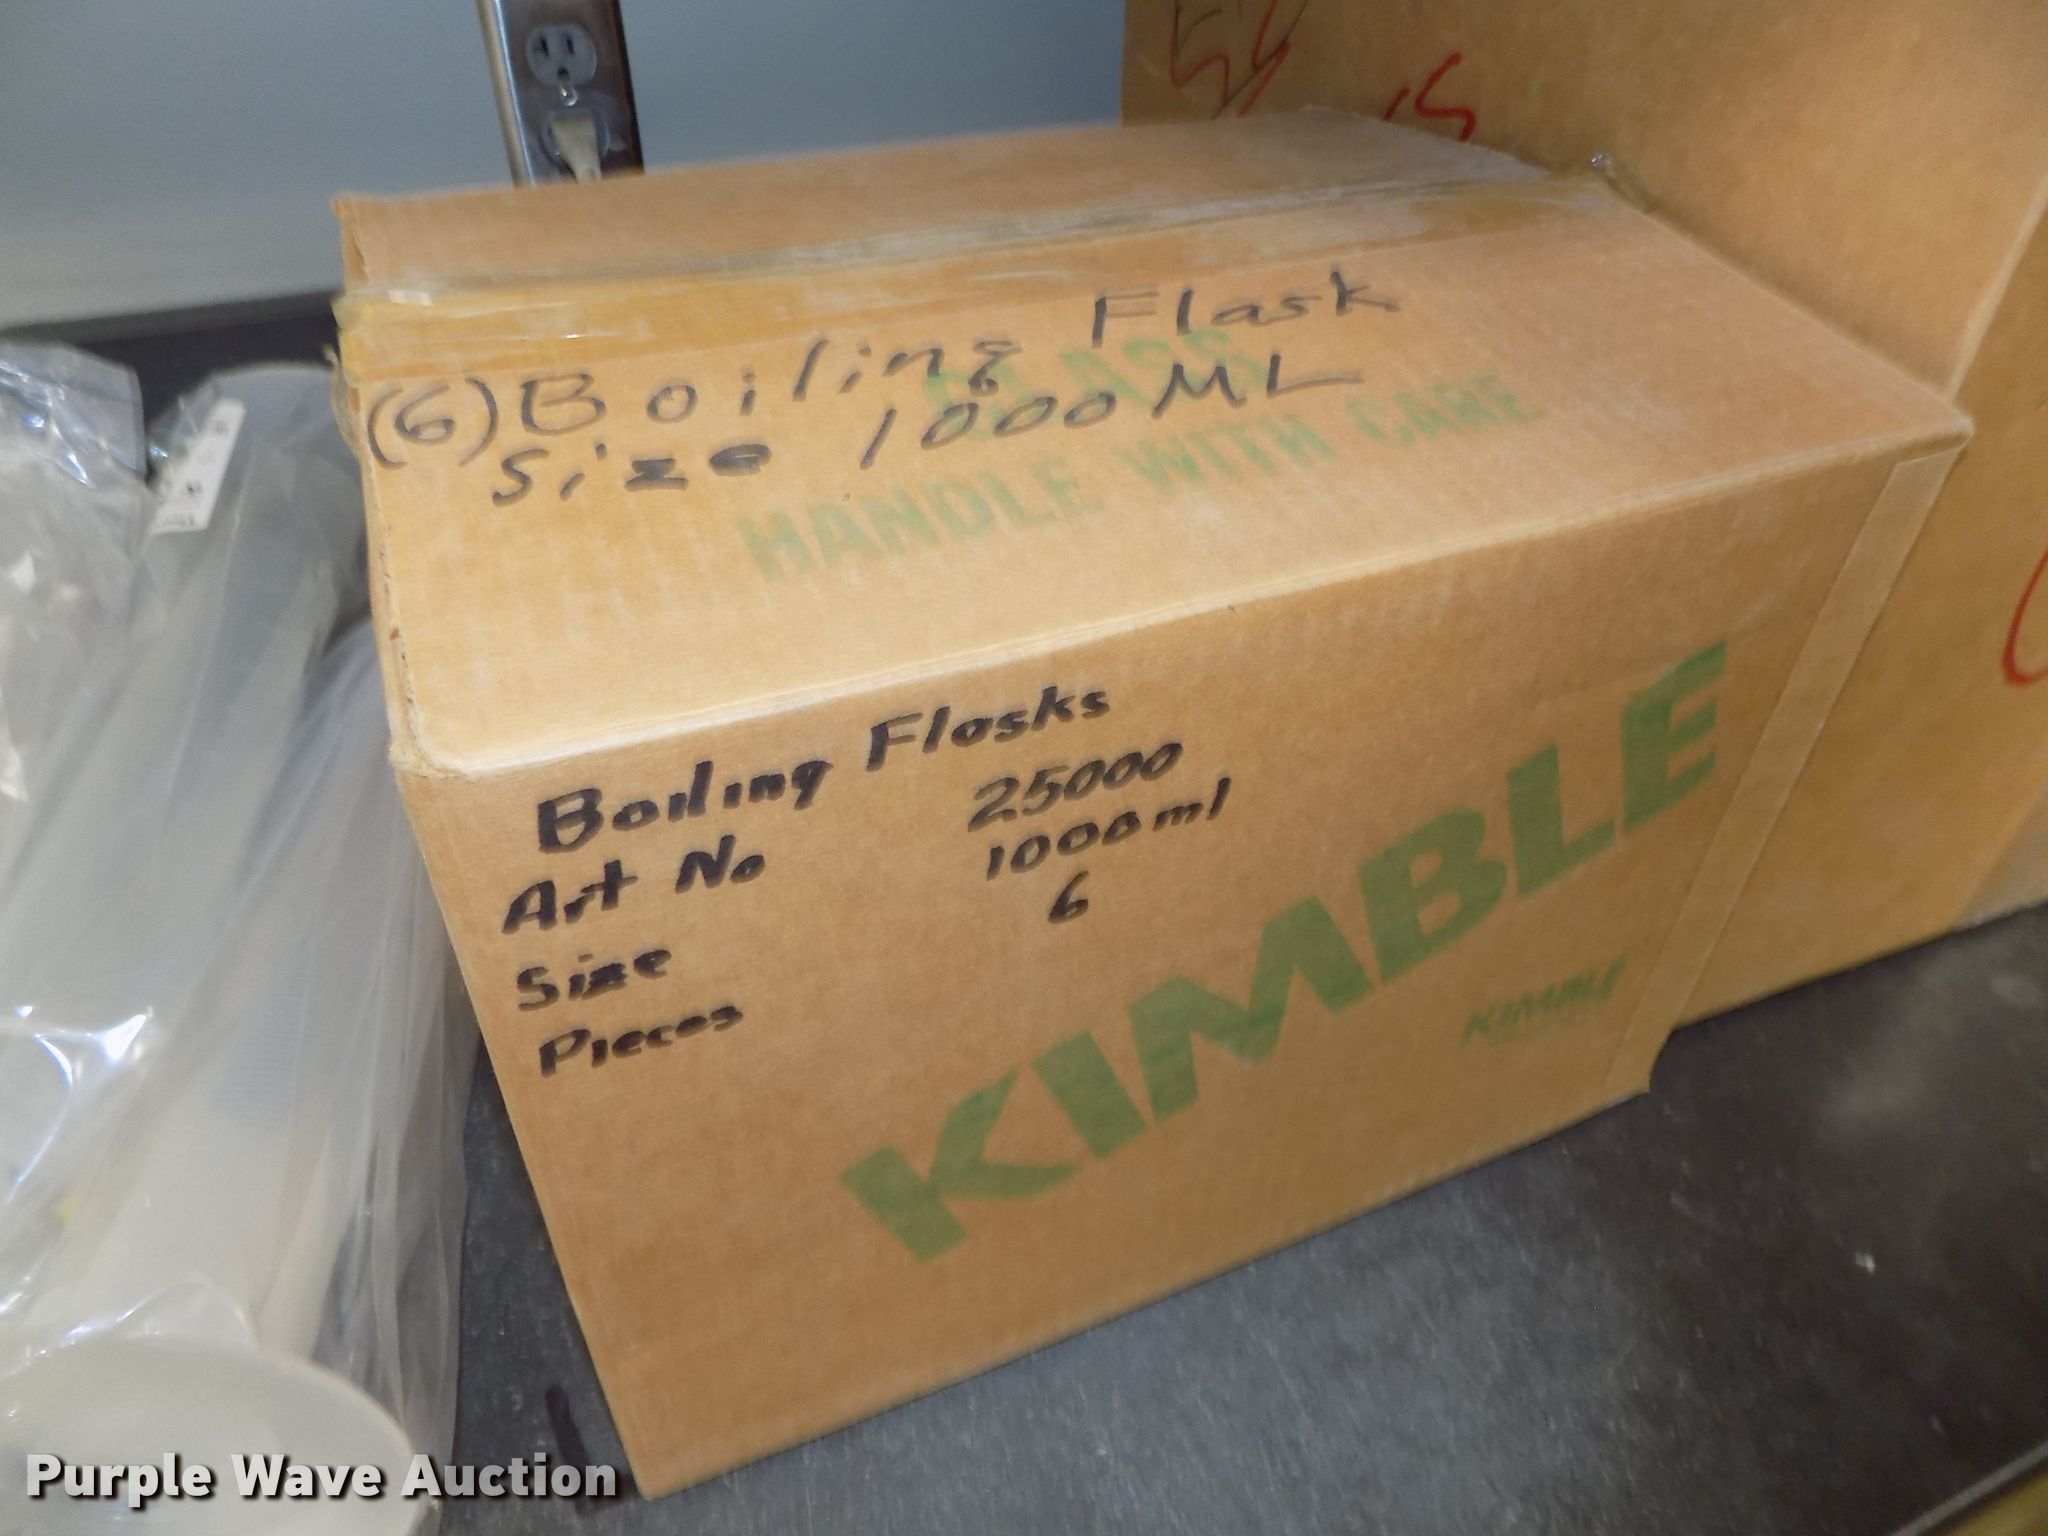 (6) Boiling Flask
Size 1000 ML
GLASS
HANDLE WITH CARE
Boiling Flasks
Art No 25000
Size 1000 ml
Pieces 6
KIMBLE
KIMBLE
Purple Wave Auction